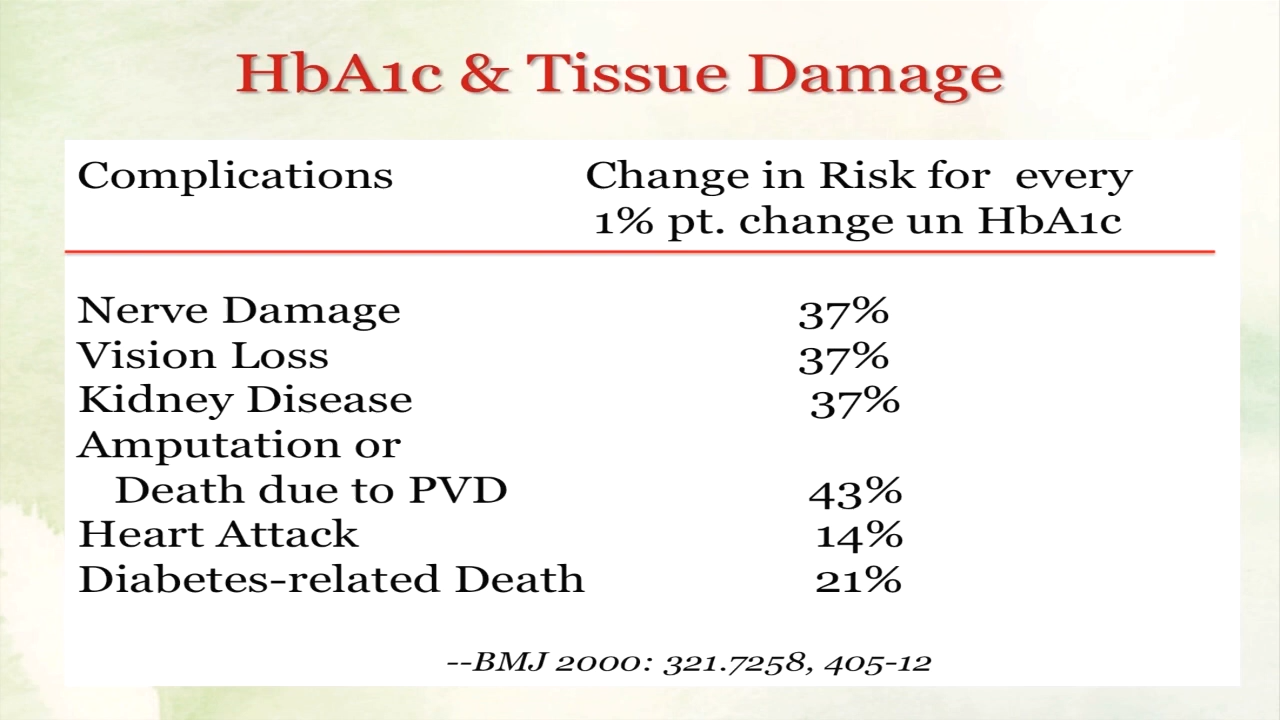 HbA1c & Tissue Damage
Complications Change in Risk for every
1% pt. change un HbA1c
Nerve Damage 37%
Vision Loss 37%
Kidney Disease 37%
Amputation or
Death due to PVD 43%
Heart Attack 14%
Diabetes-related Death 21%
--BMJ 2000: 321.7258, 405-12